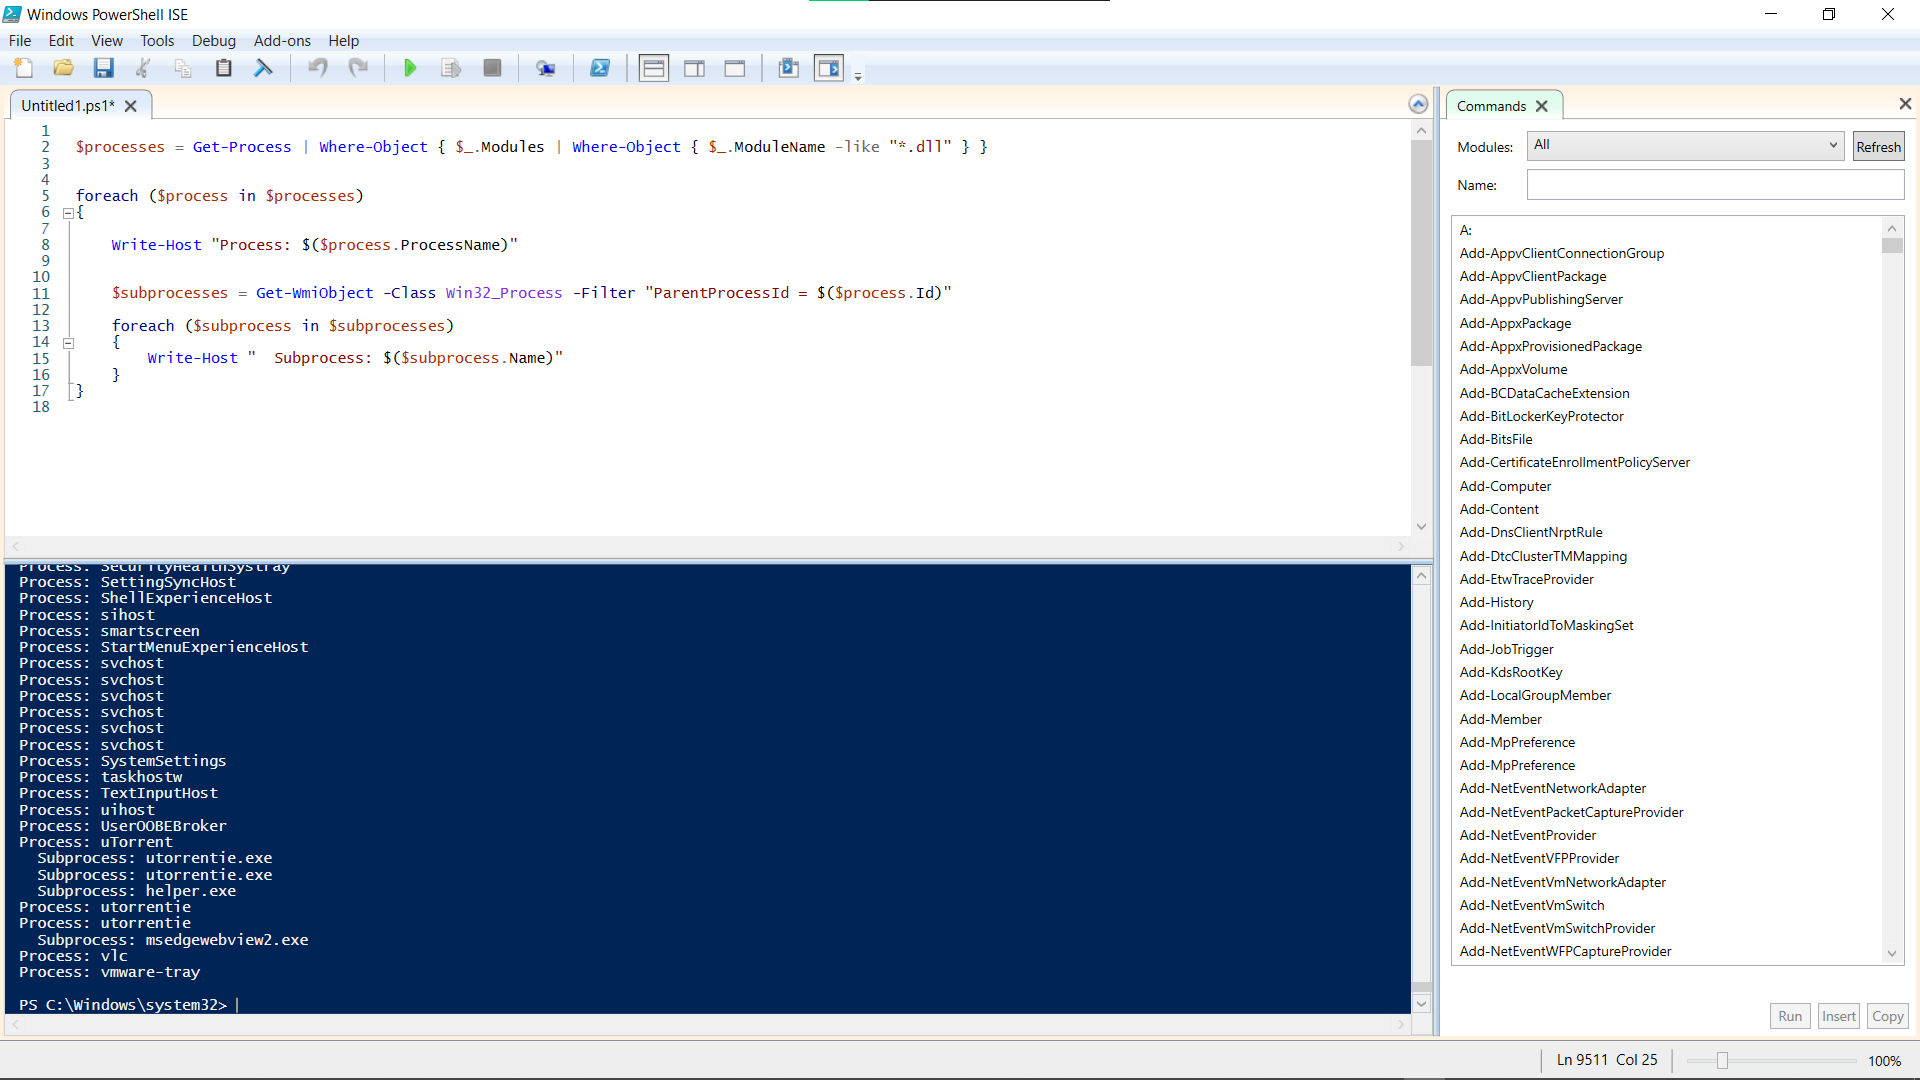 Windows PowerShell ISE
File Edit View Tools Debug Add-ons Help
Untitled1.ps1*
1
2 $processes = Get-Process | Where-Object { $_.Modules | Where-Object { $_.ModuleName -like "*.dll" } }
3
4
5 foreach ($process in $processes)
6 {
7
8 Write-Host "Process: $($process.ProcessName)"
9
10
11 $subprocesses = Get-WmiObject -Class Win32_Process -Filter "ParentProcessId = $($process.Id)"
12
13 foreach ($subprocess in $subprocesses)
14 {
15 Write-Host "  Subprocess: $($subprocess.Name)"
16 }
17 }
18
Process: SecurityHealthSystray
Process: SettingSyncHost
Process: ShellExperienceHost
Process: sihost
Process: smartscreen
Process: StartMenuExperienceHost
Process: svchost
Process: svchost
Process: svchost
Process: svchost
Process: svchost
Process: svchost
Process: SystemSettings
Process: taskhostw
Process: TextInputHost
Process: uihost
Process: UserOOBEBroker
Process: uTorrent
Subprocess: utorrentie.exe
Subprocess: utorrentie.exe
Subprocess: helper.exe
Process: utorrentie
Process: utorrentie
Subprocess: msedgewebview2.exe
Process: vlc
Process: vmware-tray
PS C:\Windows\system32>
Commands
Modules: All Refresh
Name:
A:
Add-AppvClientConnectionGroup
Add-AppvClientPackage
Add-AppvPublishingServer
Add-AppxPackage
Add-AppxProvisionedPackage
Add-AppxVolume
Add-BCDataCacheExtension
Add-BitLockerKeyProtector
Add-BitsFile
Add-CertificateEnrollmentPolicyServer
Add-Computer
Add-Content
Add-DnsClientNrptRule
Add-DtcClusterTMMapping
Add-EtwTraceProvider
Add-History
Add-InitiatorIdToMaskingSet
Add-JobTrigger
Add-KdsRootKey
Add-LocalGroupMember
Add-Member
Add-MpPreference
Add-MpPreference
Add-NetEventNetworkAdapter
Add-NetEventPacketCaptureProvider
Add-NetEventProvider
Add-NetEventVFPProvider
Add-NetEventVmNetworkAdapter
Add-NetEventVmSwitch
Add-NetEventVmSwitchProvider
Add-NetEventWFPCaptureProvider
Run Insert Copy
Ln 9511 Col 25 100%